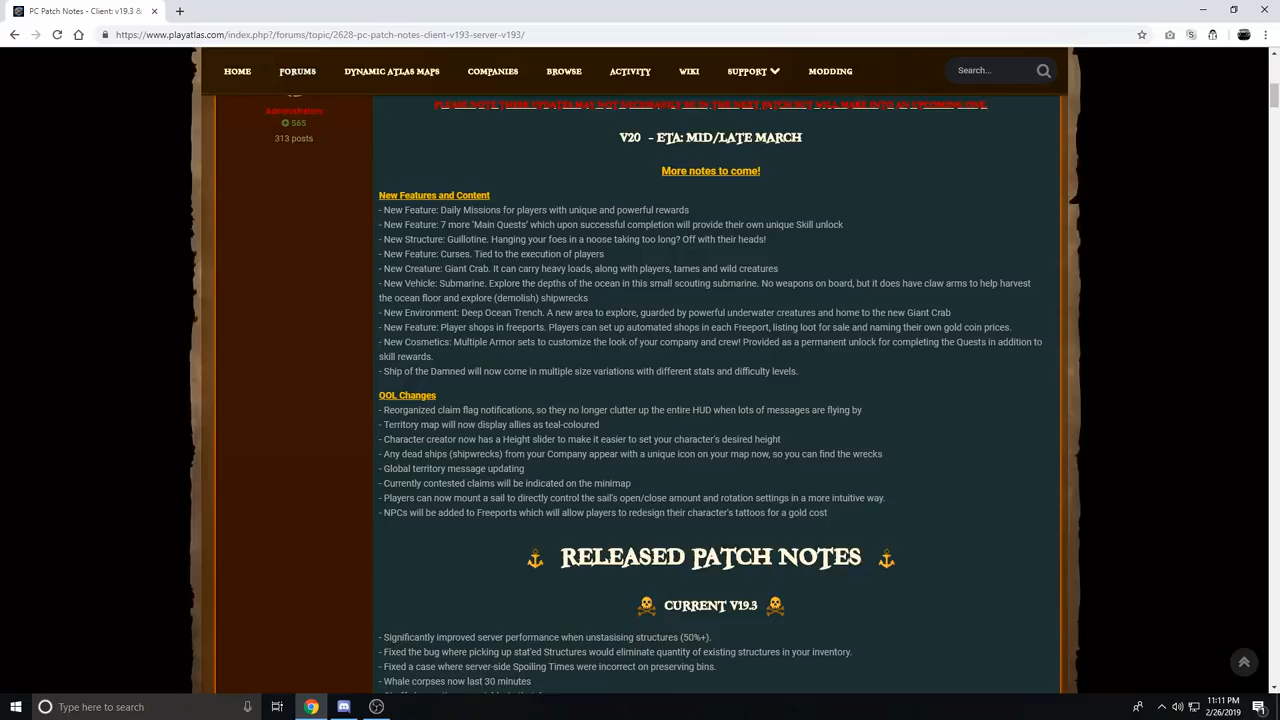 PC Patch Notes - Client v19.3
https://www.playatlas.com/index.php?/forums/topic/2628-pc-patch-notes-client-v193-server-v193/
HOME FORUMS DYNAMIC ATLAS MAPS COMPANIES BROWSE ACTIVITY WIKI SUPPORT MODDING Search...
Administrators
565
313 posts
PLEASE NOTE THESE UPDATES MAY NOT NECESSARILY BE IN THE NEXT PATCH BUT WILL MAKE INTO AN UPCOMING ONE.
V20 - ETA: MID/LATE MARCH
More notes to come!
New Features and Content
- New Feature: Daily Missions for players with unique and powerful rewards
- New Feature: 7 more 'Main Quests' which upon successful completion will provide their own unique Skill unlock
- New Structure: Guillotine. Hanging your foes in a noose taking too long? Off with their heads!
- New Feature: Curses. Tied to the execution of players
- New Creature: Giant Crab. It can carry heavy loads, along with players, tames and wild creatures
- New Vehicle: Submarine. Explore the depths of the ocean in this small scouting submarine. No weapons on board, but it does have claw arms to help harvest
the ocean floor and explore (demolish) shipwrecks
- New Environment: Deep Ocean Trench. A new area to explore, guarded by powerful underwater creatures and home to the new Giant Crab
- New Feature: Player shops in freeports. Players can set up automated shops in each Freeport, listing loot for sale and naming their own gold coin prices.
- New Cosmetics: Multiple Armor sets to customize the look of your company and crew! Provided as a permanent unlock for completing the Quests in addition to
skill rewards.
- Ship of the Damned will now come in multiple size variations with different stats and difficulty levels.
QOL Changes
- Reorganized claim flag notifications, so they no longer clutter up the entire HUD when lots of messages are flying by
- Territory map will now display allies as teal-coloured
- Character creator now has a Height slider to make it easier to set your character's desired height
- Any dead ships (shipwrecks) from your Company appear with a unique icon on your map now, so you can find the wrecks
- Global territory message updating
- Currently contested claims will be indicated on the minimap
- Players can now mount a sail to directly control the sail's open/close amount and rotation settings in a more intuitive way.
- NPCs will be added to Freeports which will allow players to redesign their character's tattoos for a gold cost
RELEASED PATCH NOTES
CURRENT V19.3
- Significantly improved server performance when unstasising structures (50%+).
- Fixed the bug where picking up stat'ed Structures would eliminate quantity of existing structures in your inventory.
- Fixed a case where server-side Spoiling Times were incorrect on preserving bins.
- Whale corpses now last 30 minutes
Type here to search
11:11 PM
2/26/2019